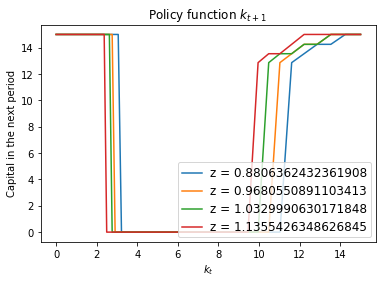 Policy function $k_{t+1}$
Capital in the next period
14
12
10
8
6
4
2
0
z = 0.8806362432361908
z = 0.9680550891103413
z = 1.0329990630171848
z = 1.1355426348626845
0 2 4 6 8 10 12 14
$k_t$